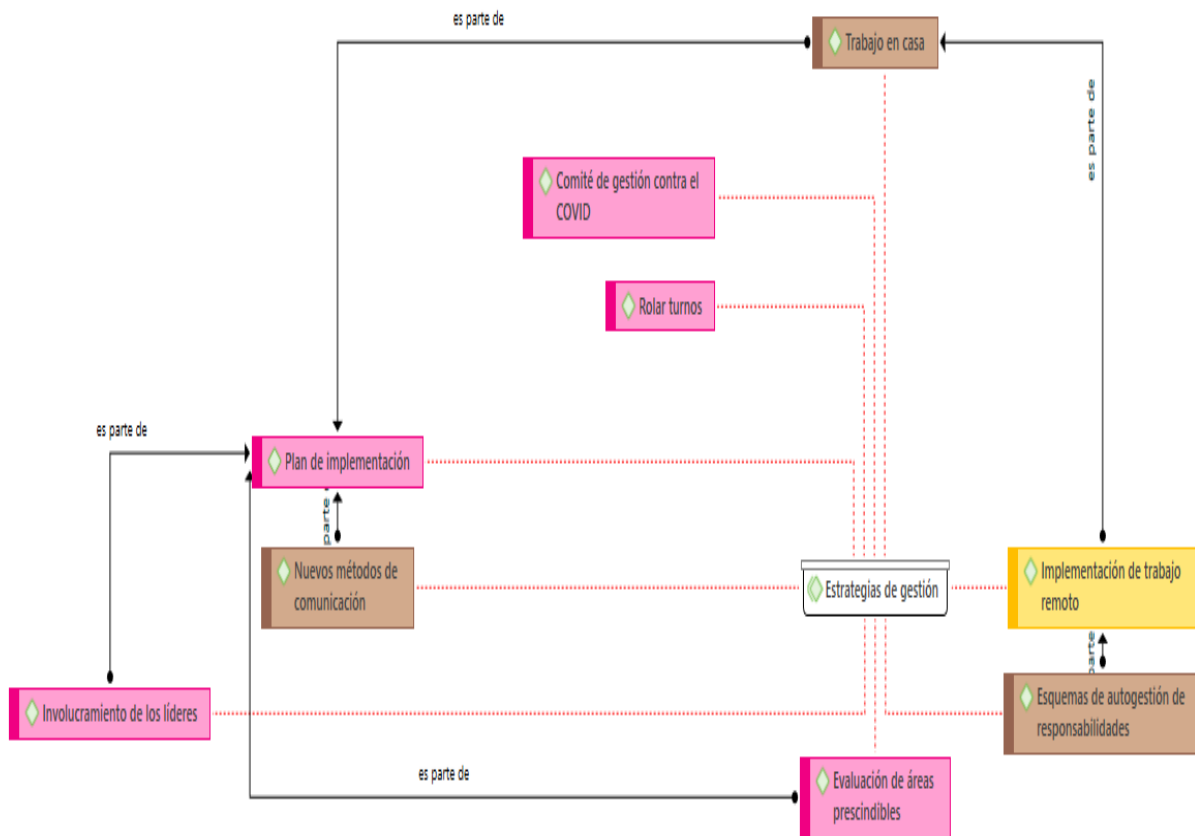 es parte de
Trabajo en casa
es parte de
Comité de gestión contra el
COVID
Rolar turnos
es parte de
Plan de implementación
parte
Nuevos métodos de
comunicación
Estrategias de gestión
Implementación de trabajo
remoto
parte
Involucramiento de los líderes
Esquemas de autogestión de
responsabilidades
es parte de
Evaluación de áreas
prescindibles